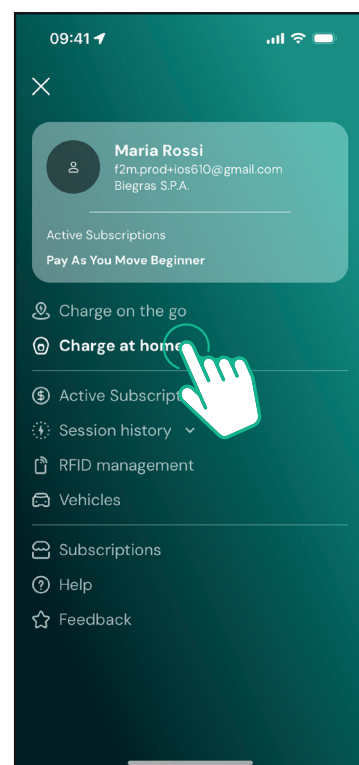 09:41
Maria Rossi
f2m.prod+ios610@gmail.com
Biegras S.P.A.
Active Subscriptions
Pay As You Move Beginner
Charge on the go
Charge at home
Active Subscript
Session history
RFID management
Vehicles
Subscriptions
Help
Feedback